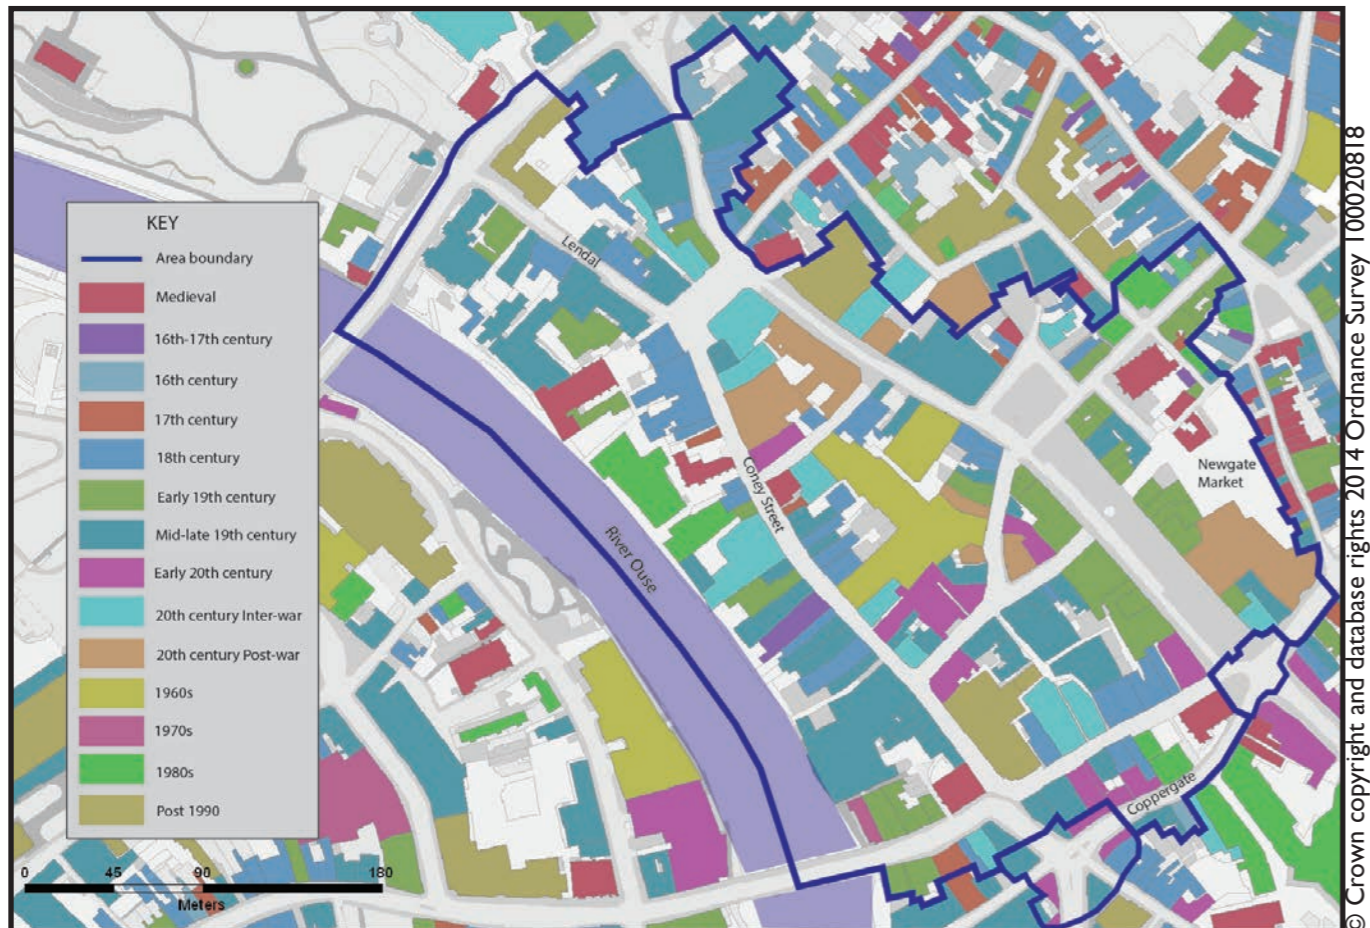 KEY
Area boundary
Medieval
16th-17th century
16th century
17th century
18th century
Early 19th century
Mid-late 19th century
Early 20th century
20th century Inter-war
20th century Post-war
1960s
1970s
1980s
Post 1990
Lendal
Coney Street
River Ouse
Newgate
Market
Coppergate
0 45 90 180
Meters
© Crown copyright and database rights 2014 Ordnance Survey 100020818